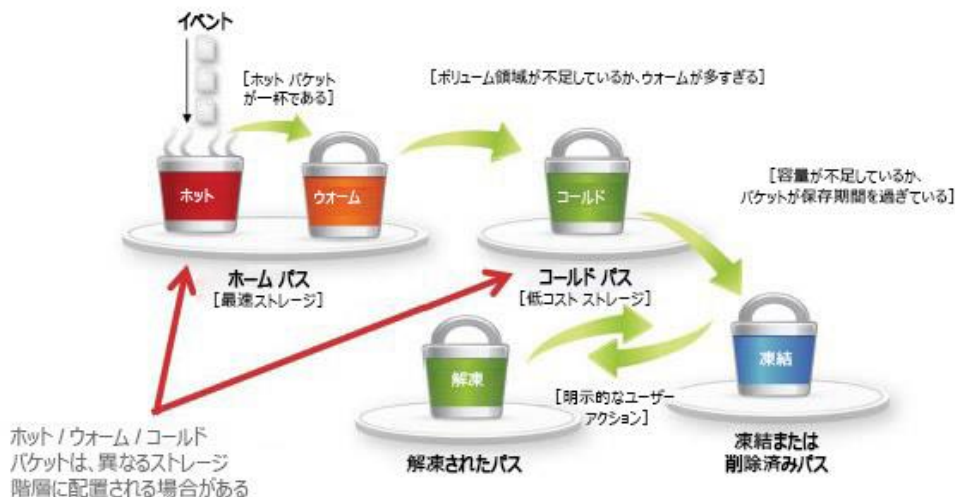 イベント
[ホット バケット
が一杯である]
[ボリューム領域が不足しているか、ウォームが多すぎる]
ホット
ウォーム
コールド
[容量が不足しているか、
バケットが保存期間を過ぎている]
ホーム パス
[最速ストレージ]
コールド パス
[低コスト ストレージ]
解凍
凍結
[明示的なユーザー
アクション]
ホット / ウォーム / コールド
バケットは、異なるストレージ
階層に配置される場合がある
解凍されたパス
凍結または
削除済みパス